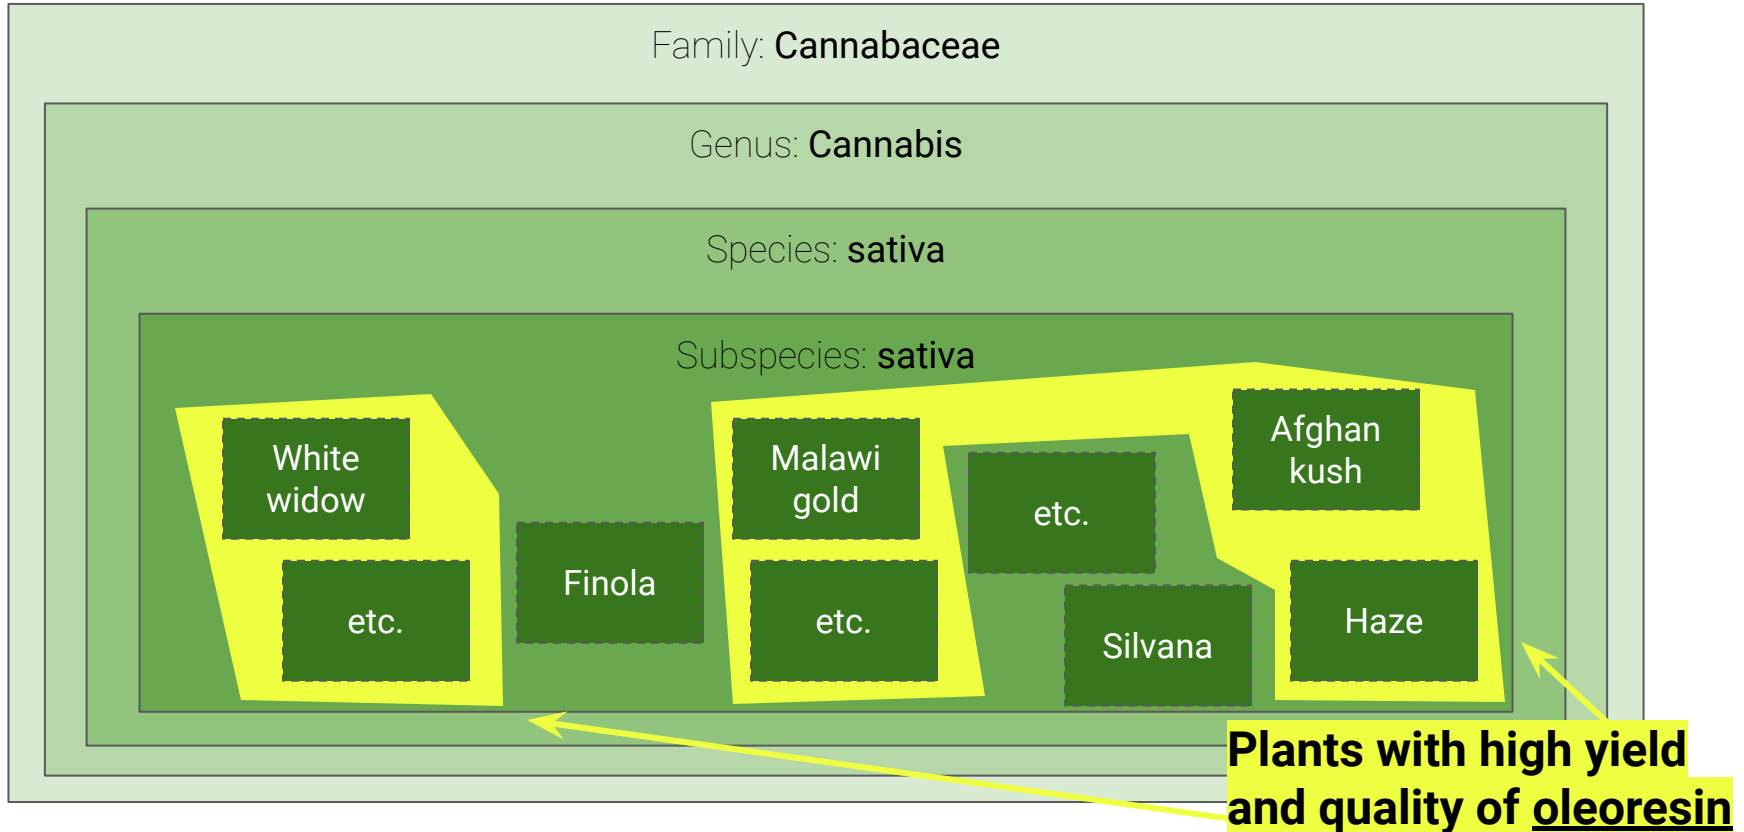 Family: Cannabaceae
Genus: Cannabis
Species: sativa
Subspecies: sativa
White
widow
etc.
Finola
Malawi
gold
etc.
etc.
Silvana
Afghan
kush
Haze
Plants with high yield
and quality of oleoresin